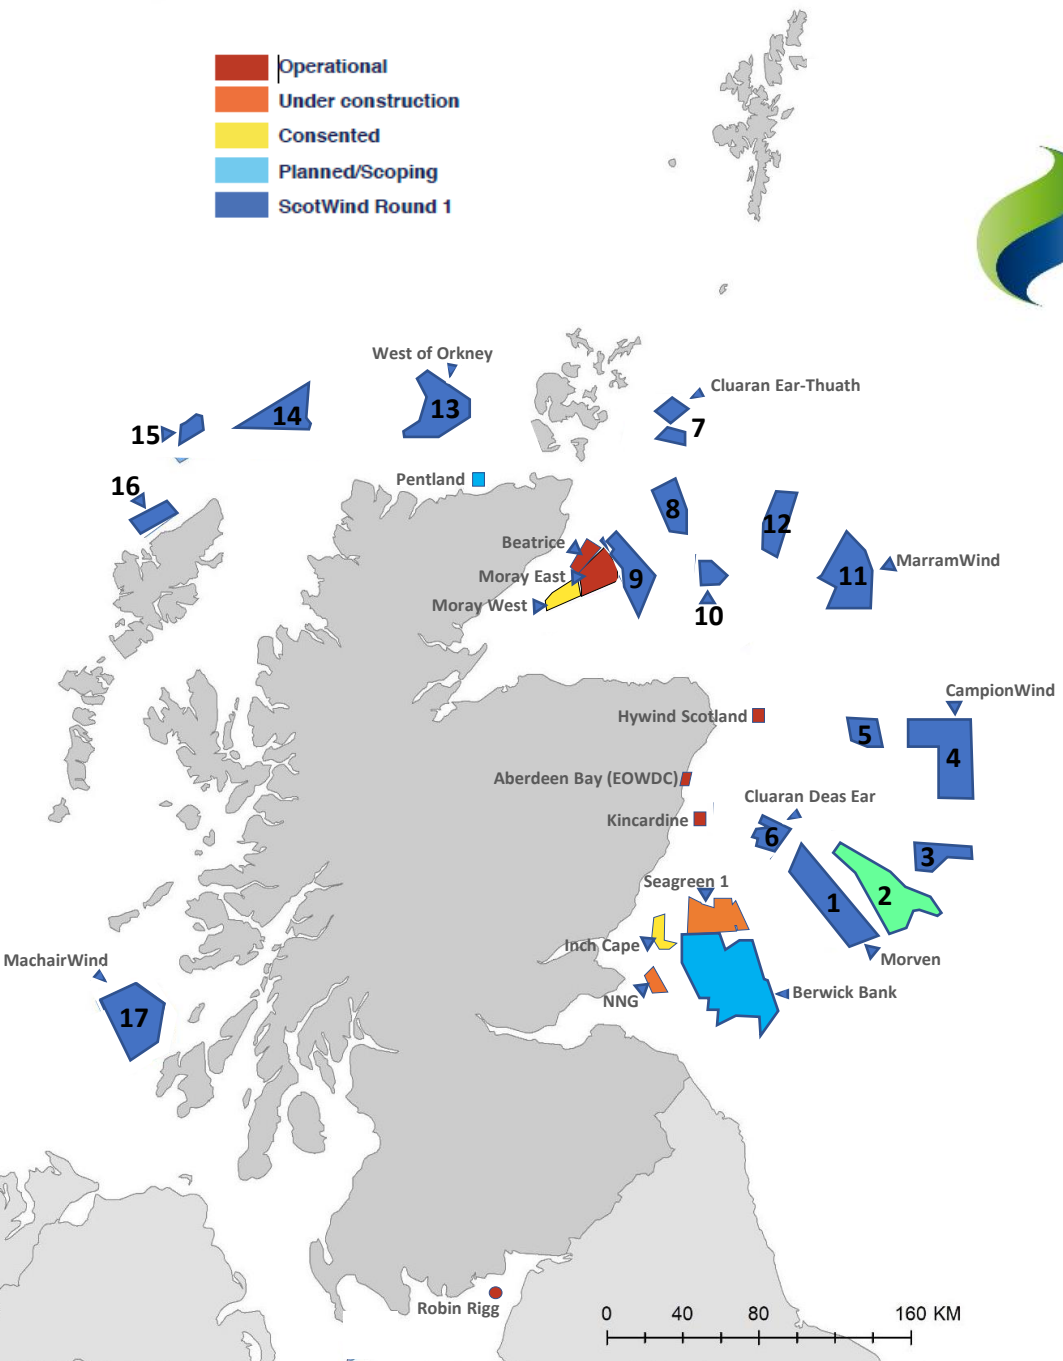 Operational
Under construction
Consented
Planned/Scoping
ScotWind Round 1
West of Orkney
Cluaran Ear-Thuath
14
13
15
7
Pentland
16
8
12
Beatrice
MarramWind
Moray East
9
11
Moray West
10
CampionWind
Hywind Scotland
5
4
Aberdeen Bay (EOWDC)
Cluaran Deas Ear
Kincardine
6
3
Seagreen 1
2
1
Inch Cape
Morven
MachairWind
Berwick Bank
NNG
17
Robin Rigg
0 40 80 160 KM